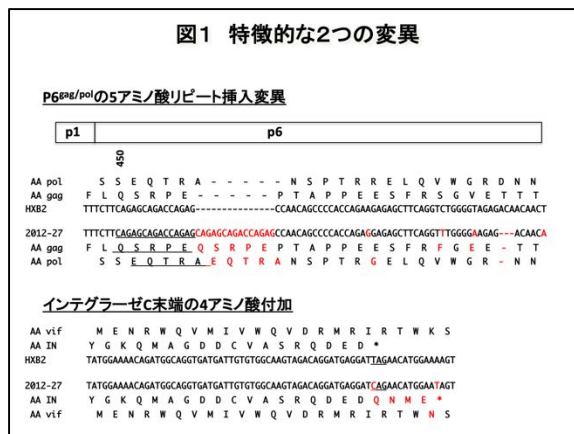 図1 特徴的な2つの変異
P6gag/polの5アミノ酸リピート挿入変異
p1 p6
450
AA pol S S E Q T R A - - - - - N S P T R R E L Q V W G R D N N
AA gag F L Q S R P E - - - - - P T A P P E E S F R S G V E T T T
HXB2 TTTCTTCAGAGCAGACCAGAG---------------CCAACAGCCCCACCAGAAGAGAGCTTCAGGTCTGGGGTAGAGACAACAACT
2012-27 TTTCTTCAGAGCAGACCAGAGCAGAGCAGACCAGAGCCAACAGCCCCACCAGAGGAGAGCTTCAGGTTTGGGGAAGAG---ACAACA
AA gag F L Q S R P E Q S R P E P T A P P E E S F R F G E E - T T
AA pol S S E Q T R A E Q T R A N S P T R G E L Q V W G R - N N
インテグラーゼC末端の4アミノ酸付加
AA vif M E N R W Q V M I V W Q V D R M R I R T W K S
AA IN Y G K Q M A G D D C V A S R Q D E D *
HXB2 TATGGAAAACAGATGGCAGGTGATGATTGTGTGGCAAGTAGACAGGATGAGGATTAGAACATGGAAAAGT
2012-27 TATGGAAAACAGATGGCAGGTGATGATTGTGTGGCAAGTAGACAGGATGAGGATCAGAACATGGAATAGT
AA IN Y G K Q M A G D D C V A S R Q D E D Q N M E *
AA vif M E N R W Q V M I V W Q V D R M R I R T W N S